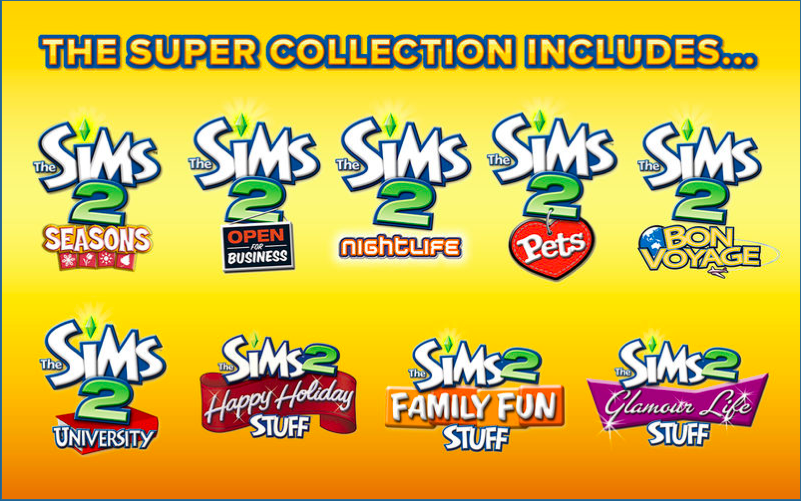 THE SUPER COLLECTION INCLUDES...
The SiMS
2
SEASONS
The SiMS
2
OPEN
FOR
BUSINESS
The SiMS
2
NiGHTLiFE
The SiMS
2
Pets
The SiMS
2
BON
VOYAGE
The SiMS
2
UNIVERSITY
The SiMS 2
Happy Holiday
STUFF
The SiMS 2
FAMILY FUN
STUFF
The SiMS 2
Glamour Life
STUFF